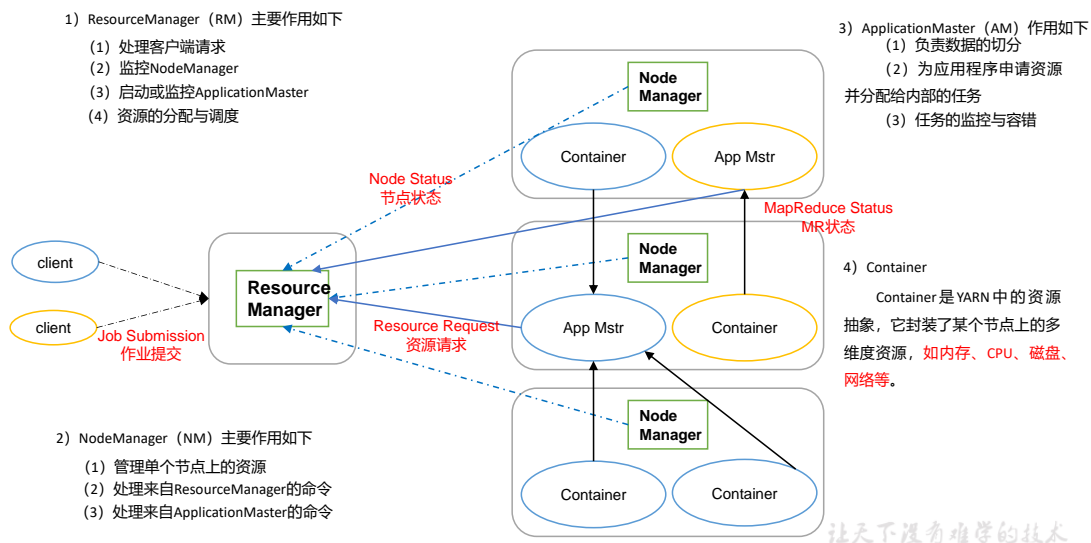 1）ResourceManager（RM）主要作用如下
（1）处理客户端请求
（2）监控NodeManager
（3）启动或监控ApplicationMaster
（4）资源的分配与调度
3）ApplicationMaster（AM）作用如下
（1）负责数据的切分
（2）为应用程序申请资源
并分配给内部的任务
（3）任务的监控与容错
Node
Manager
Container
App Mstr
Node Status
节点状态
MapReduce Status
MR状态
client
client
Job Submission
作业提交
Resource
Manager
Resource Request
资源请求
Node
Manager
App Mstr
Container
4）Container
Container是YARN中的资源
抽象，它封装了某个节点上的多
维度资源，如内存、CPU、磁盘、
网络等。
Node
Manager
Container
Container
2）NodeManager（NM）主要作用如下
（1）管理单个节点上的资源
（2）处理来自ResourceManager的命令
（3）处理来自ApplicationMaster的命令
让天下没有难学的技术